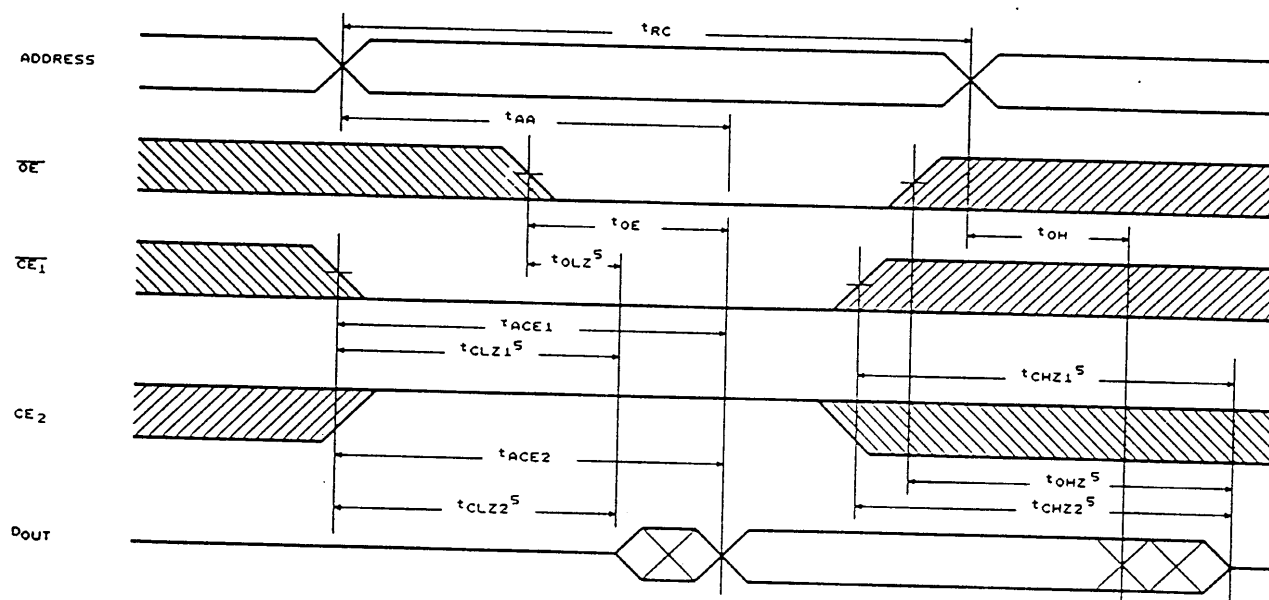 tRC
ADDRESS
tAA
OE
tOE
tOH
tOLZ5
CE1
tACE1
tCLZ15
tCHZ15
CE2
tACE2
tOHZ5
tCLZ25
tCHZ25
DOUT